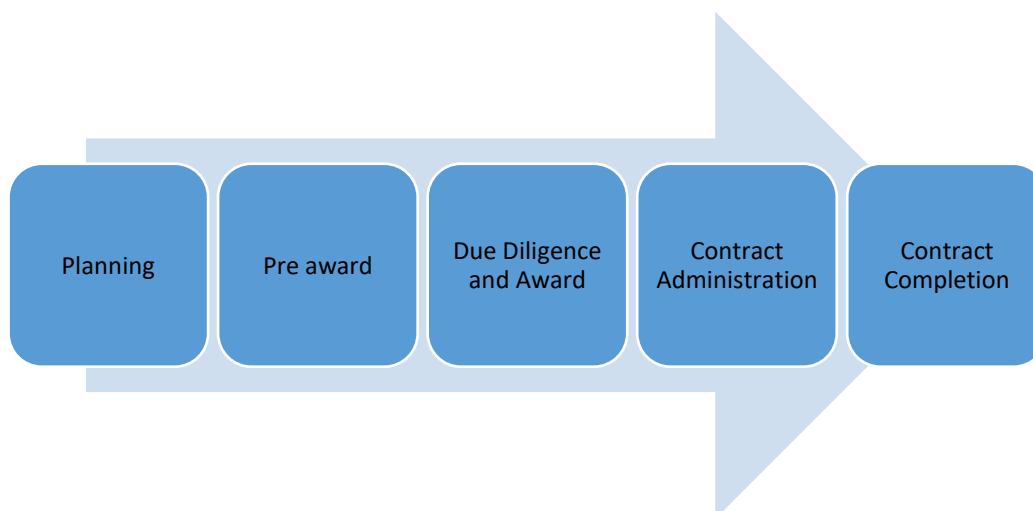 Planning
Pre award
Due Diligence
and Award
Contract
Administration
Contract
Completion